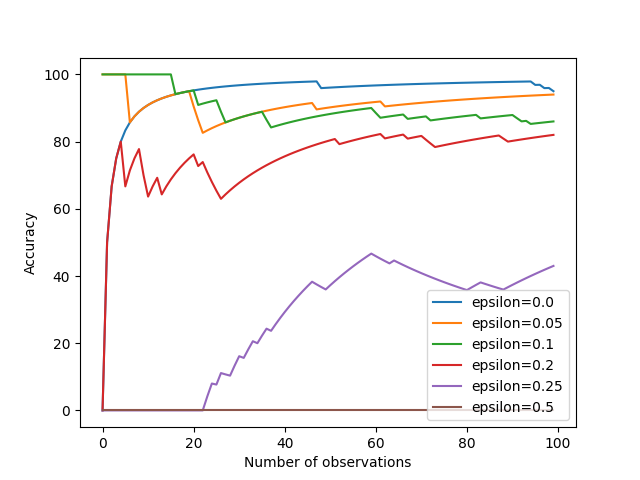 100
80
60
40
20
0
Accuracy
epsilon=0.0
epsilon=0.05
epsilon=0.1
epsilon=0.2
epsilon=0.25
epsilon=0.5
0 20 40 60 80 100
Number of observations